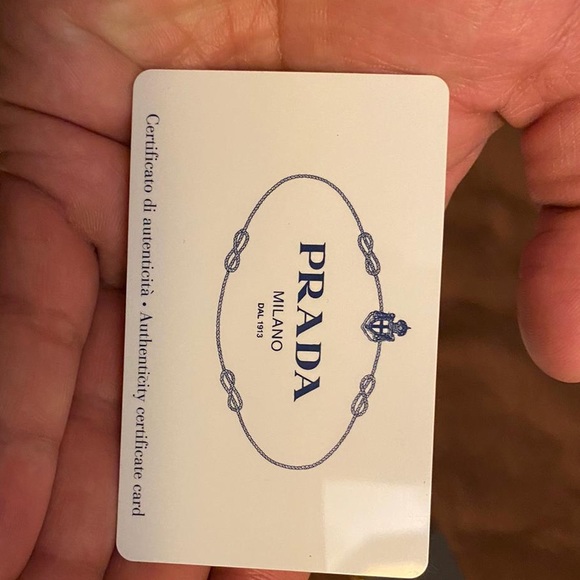 PRADA
MILANO
DAL 1913
Certificato di autenticità • Authenticity certificate card